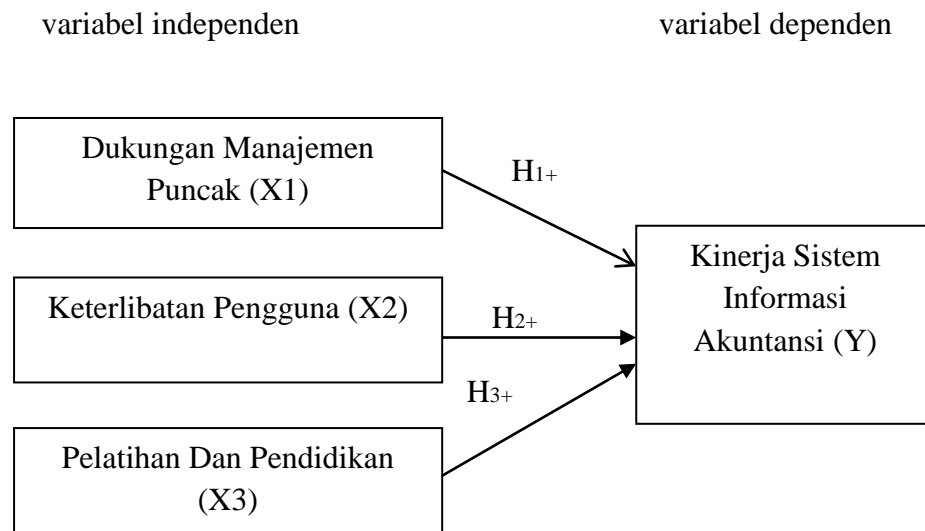 variabel independen
variabel dependen
Dukungan Manajemen
Puncak (X1)
H1+
Kinerja Sistem
Informasi
Akuntansi (Y)
Keterlibatan Pengguna (X2)
H2+
H3+
Pelatihan Dan Pendidikan
(X3)